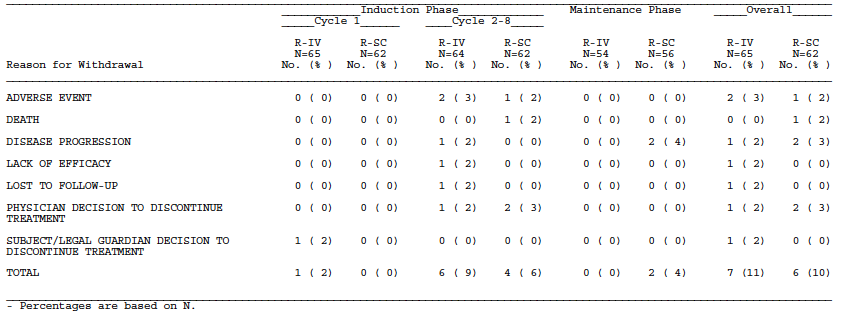 Induction Phase Maintenance Phase Overall
Cycle 1 Cycle 2-8
R-IV R-SC R-IV R-SC R-IV R-SC R-IV R-SC
N=65 N=62 N=64 N=62 N=54 N=56 N=65 N=62
Reason for Withdrawal No. (% ) No. (% ) No. (% ) No. (% ) No. (% ) No. (% ) No. (% ) No. (% )
ADVERSE EVENT 0 ( 0) 0 ( 0) 2 ( 3) 1 ( 2) 0 ( 0) 0 ( 0) 2 ( 3) 1 ( 2)
DEATH 0 ( 0) 0 ( 0) 0 ( 0) 1 ( 2) 0 ( 0) 0 ( 0) 0 ( 0) 1 ( 2)
DISEASE PROGRESSION 0 ( 0) 0 ( 0) 1 ( 2) 0 ( 0) 0 ( 0) 2 ( 4) 1 ( 2) 2 ( 3)
LACK OF EFFICACY 0 ( 0) 0 ( 0) 1 ( 2) 0 ( 0) 0 ( 0) 0 ( 0) 1 ( 2) 0 ( 0)
LOST TO FOLLOW-UP 0 ( 0) 0 ( 0) 1 ( 2) 0 ( 0) 0 ( 0) 0 ( 0) 1 ( 2) 0 ( 0)
PHYSICIAN DECISION TO DISCONTINUE 0 ( 0) 0 ( 0) 1 ( 2) 2 ( 3) 0 ( 0) 0 ( 0) 1 ( 2) 2 ( 3)
TREATMENT
SUBJECT/LEGAL GUARDIAN DECISION TO 1 ( 2) 0 ( 0) 0 ( 0) 0 ( 0) 0 ( 0) 0 ( 0) 1 ( 2) 0 ( 0)
DISCONTINUE TREATMENT
TOTAL 1 ( 2) 0 ( 0) 6 ( 9) 4 ( 6) 0 ( 0) 2 ( 4) 7 (11) 6 (10)
- Percentages are based on N.